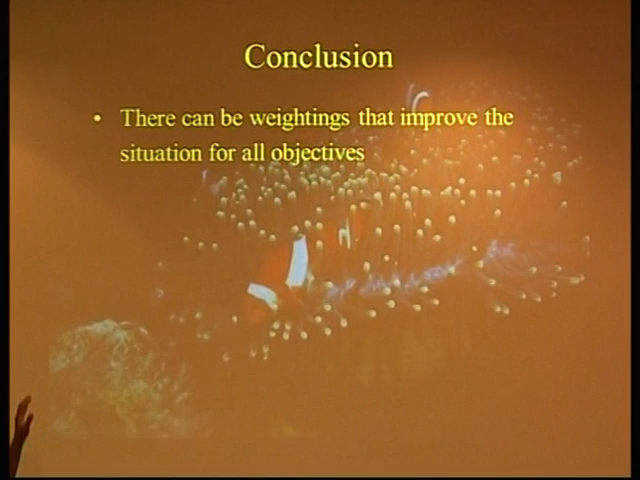 Conclusion
• There can be weightings that improve the
situation for all objectives